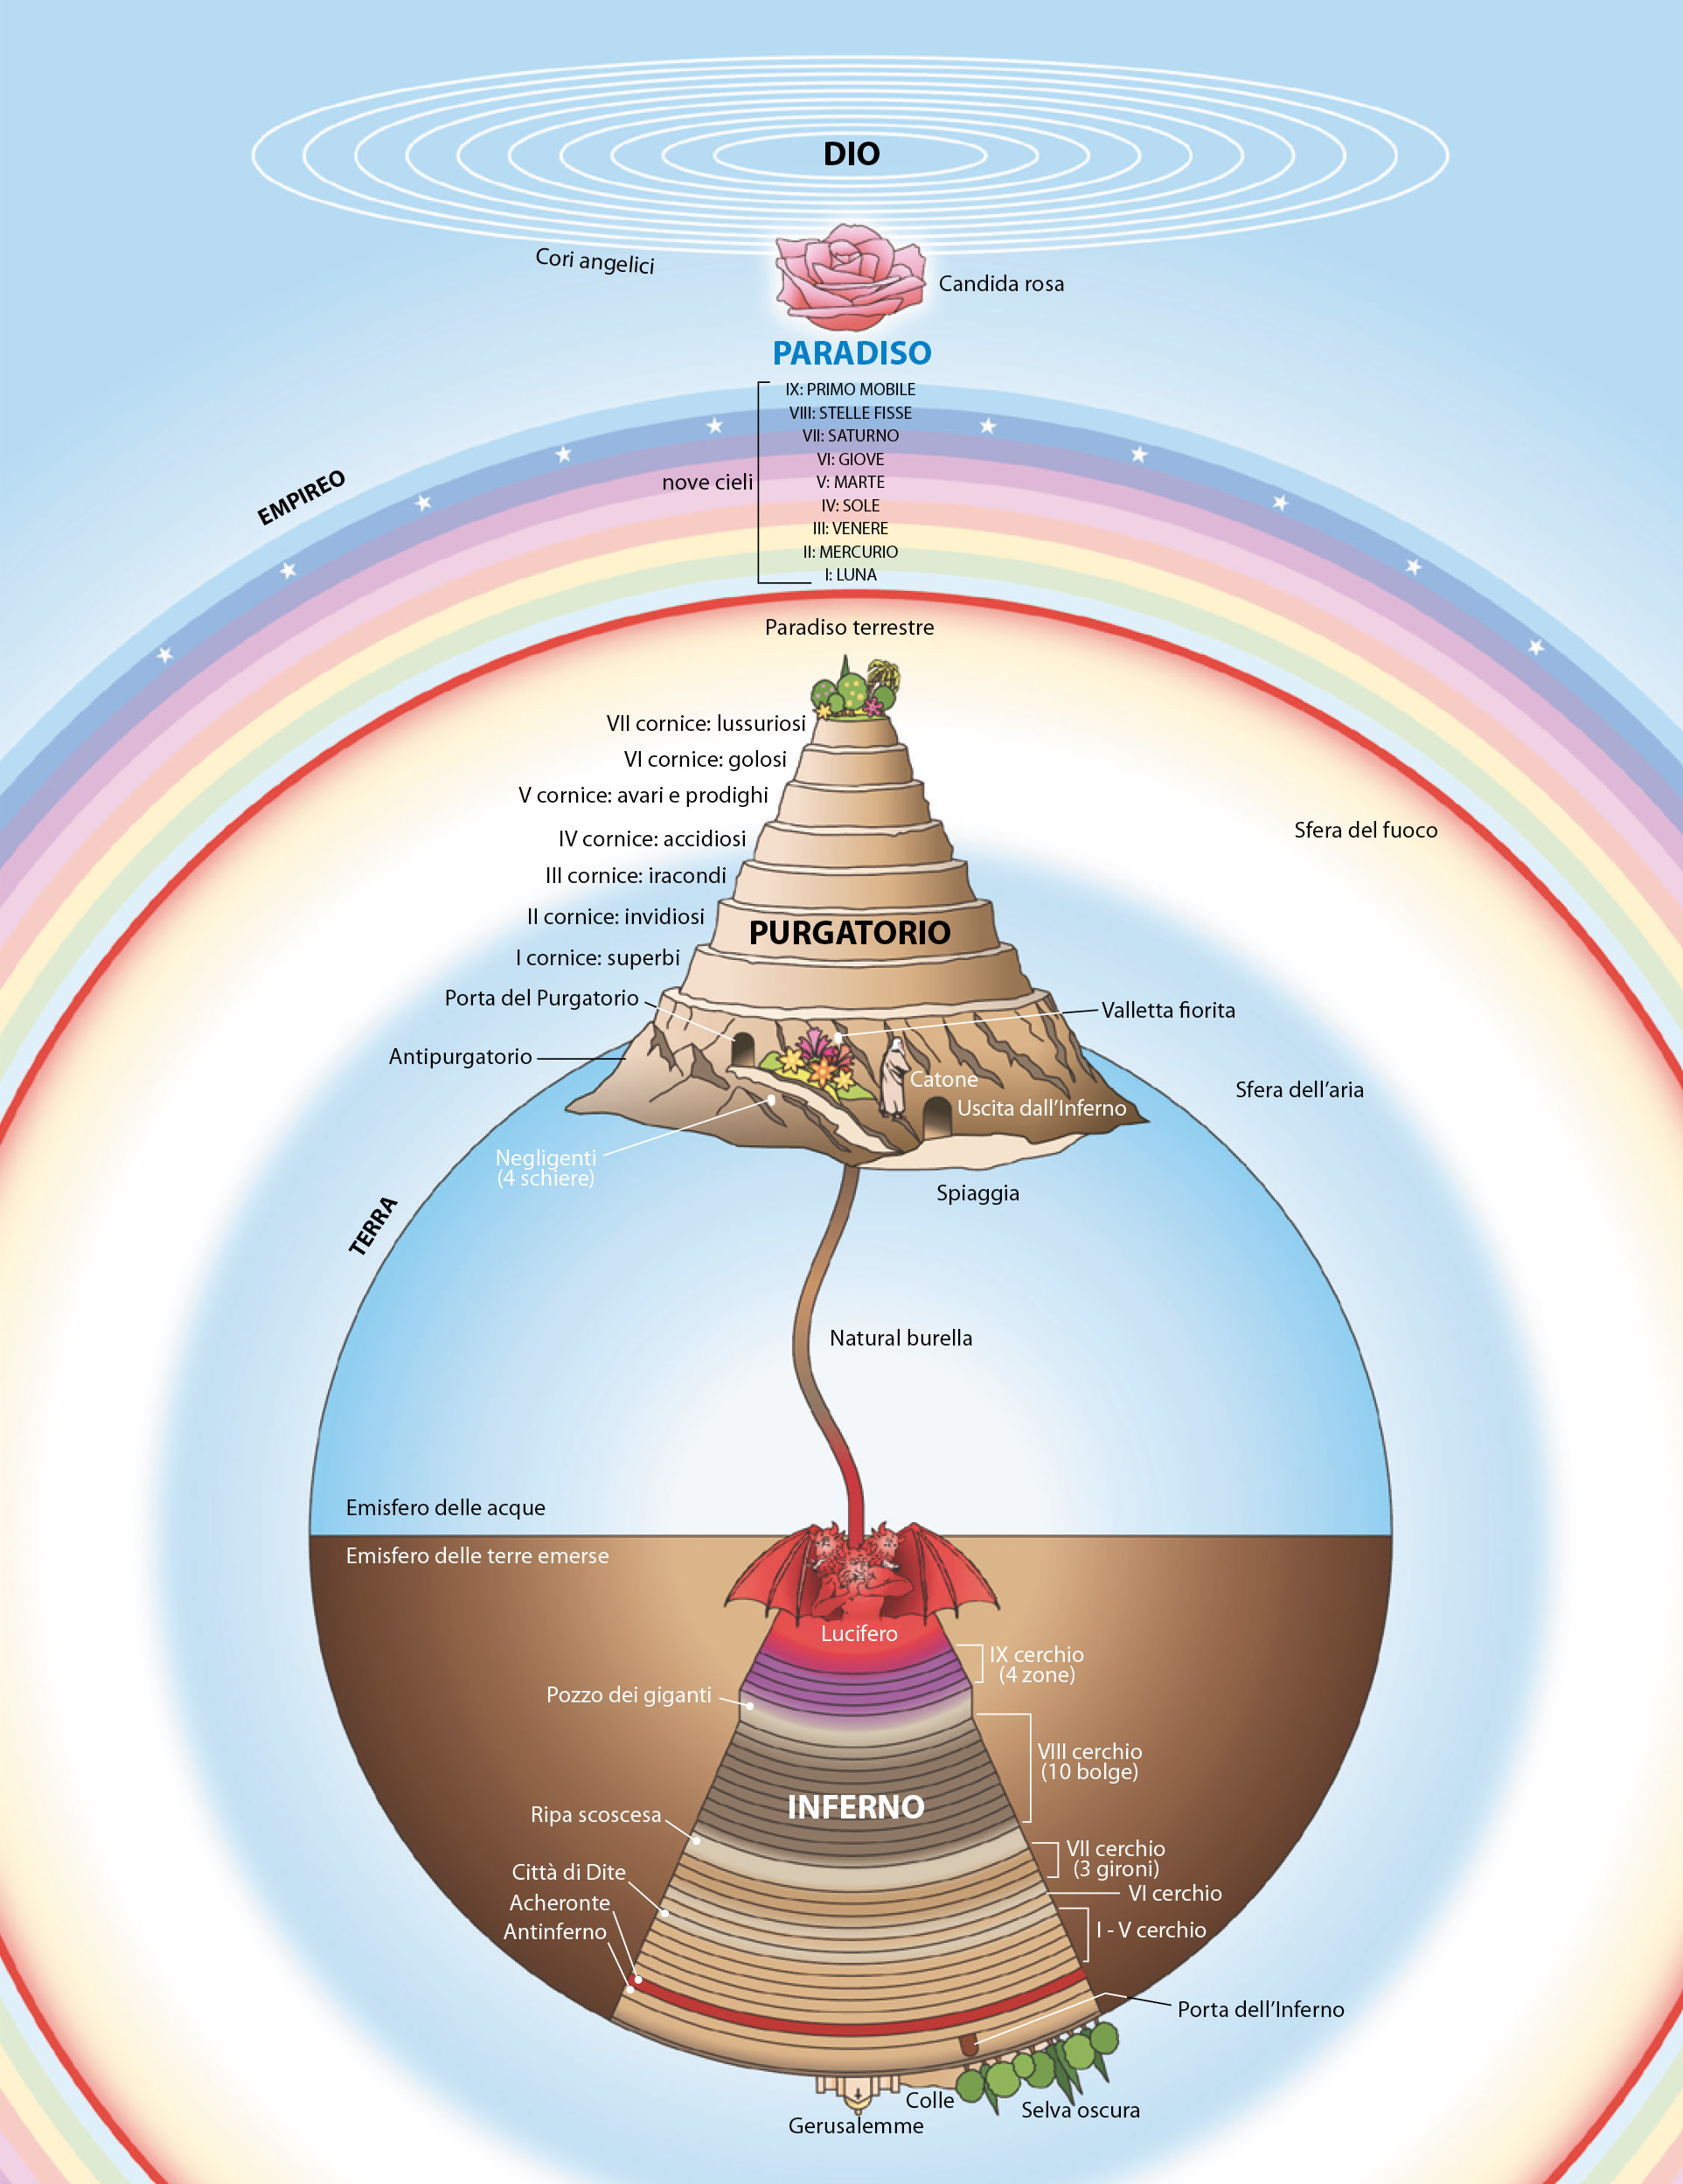 DIO
Cori angelici
Candida rosa
PARADISO
IX: PRIMO MOBILE
VIII: STELLE FISSE
VII: SATURNO
VI: GIOVE
nove cieli
V: MARTE
IV: SOLE
III: VENERE
II: MERCURIO
I: LUNA
EMPIREO
Paradiso terrestre
VII cornice: lussuriosi
VI cornice: golosi
V cornice: avari e prodighi
Sfera del fuoco
IV cornice: accidiosi
III cornice: iracondi
II cornice: invidiosi
PURGATORIO
I cornice: superbi
Porta del Purgatorio
Valletta fiorita
Antipurgatorio
Catone
Sfera dell’aria
Uscita dall’Inferno
Negligenti
(4 schiere)
Spiaggia
TERRA
Natural burella
Emisfero delle acque
Emisfero delle terre emerse
Lucifero
IX cerchio
(4 zone)
Pozzo dei giganti
VIII cerchio
(10 bolge)
INFERNO
Ripa scoscesa
VII cerchio
(3 gironi)
Città di Dite
VI cerchio
Acheronte
Antinferno
I - V cerchio
Porta dell’Inferno
Colle
Selva oscura
Gerusalemme